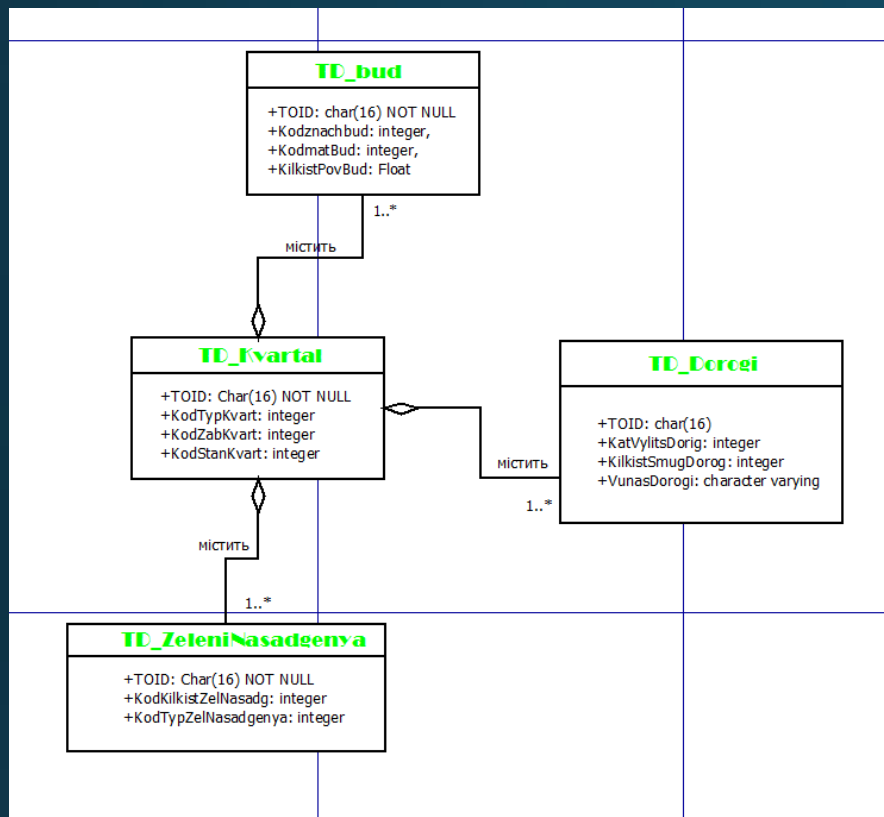 TD_bud
+TOID: char(16) NOT NULL
+Kodznachbud: integer,
+KodmatBud: integer,
+KilkistPovBud: Float
1..*
містить
TD_Kvartal
+TOID: Char(16) NOT NULL
+KodTypKvart: integer
+KodZabKvart: integer
+KodStanKvart: integer
TD_Dorogi
+TOID: char(16)
+KatVylitsDorig: integer
+KilkistSmugDorog: integer
+VunasDorogi: character varying
містить
1..*
містить
1..*
TD_ZeleniNasadgenya
+TOID: Char(16) NOT NULL
+KodKilkistZelNasadg: integer
+KodTypZelNasadgenya: integer